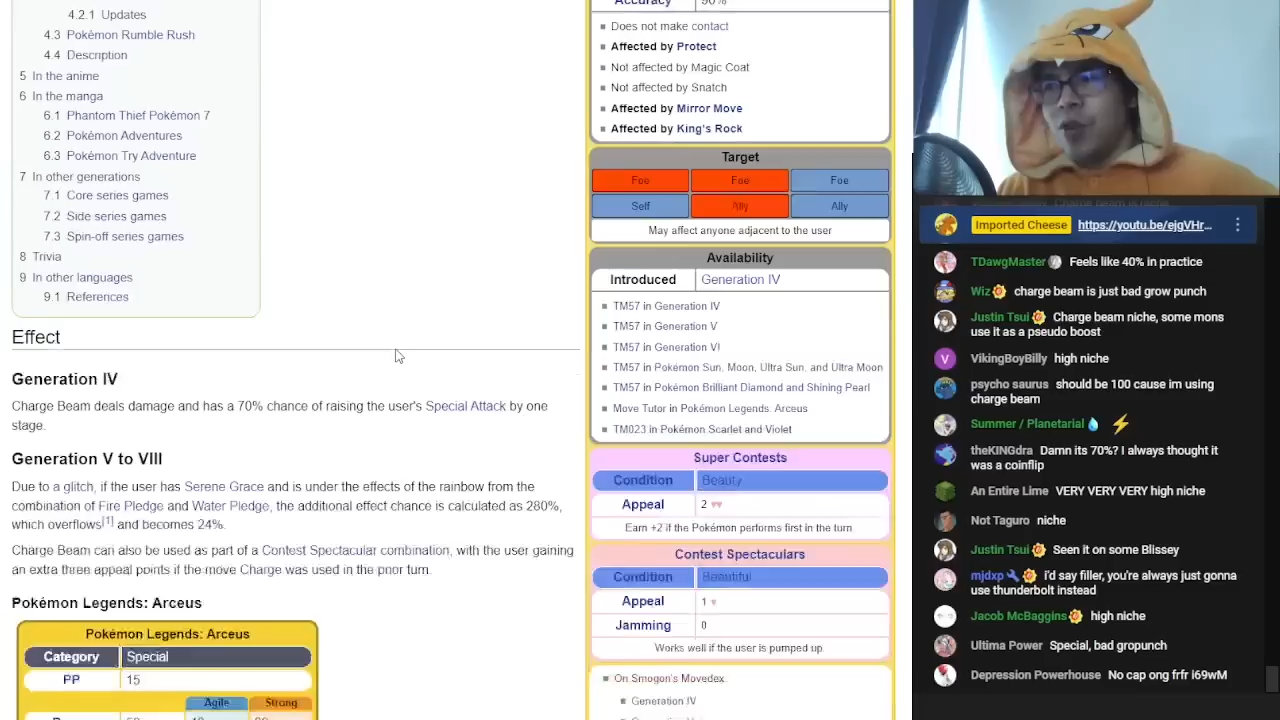 4.2.1 Updates
4.3 Pokémon Rumble Rush
4.4 Description
5 In the anime
6 In the manga
6.1 Phantom Thief Pokémon 7
6.2 Pokémon Adventures
6.3 Pokémon Try Adventure
7 In other generations
7.1 Core series games
7.2 Side series games
7.3 Spin-off series games
8 Trivia
9 In other languages
9.1 References
Effect
Generation IV
Charge Beam deals damage and has a 70% chance of raising the user's Special Attack by one
stage.
Generation V to VIII
Due to a glitch, if the user has Serene Grace and is under the effects of the rainbow from the
combination of Fire Pledge and Water Pledge, the additional effect chance is calculated as 280%,
which overflows[1] and becomes 24%.
Charge Beam can also be used as part of a Contest Spectacular combination, with the user gaining
an extra three appeal points if the move Charge was used in the prior turn.
Pokémon Legends: Arceus
Pokémon Legends: Arceus
Category Special
PP 15
Agile Strong
Accuracy 90%
Does not make contact
Affected by Protect
Not affected by Magic Coat
Not affected by Snatch
Affected by Mirror Move
Affected by King's Rock
Target
Foe Foe Foe
Self Ally Ally
May affect anyone adjacent to the user
Availability
Introduced Generation IV
TM57 in Generation IV
TM57 in Generation V
TM57 in Generation VI
TM57 in Pokémon Sun, Moon, Ultra Sun, and Ultra Moon
TM57 in Pokémon Brilliant Diamond and Shining Pearl
Move Tutor in Pokémon Legends: Arceus
TM023 in Pokémon Scarlet and Violet
Super Contests
Condition Beauty
Appeal 2 ♥♥
Earn +2 if the Pokémon performs first in the turn.
Contest Spectaculars
Condition Beautiful
Appeal 1 ♥
Jamming 0
Works well if the user is pumped up.
On Smogon's Movedex
Generation IV
Charge beam is niche
Imported Cheese https://youtu.be/ejgVHr...
TDawgMaster Feels like 40% in practice
Wiz charge beam is just bad grow punch
Justin Tsui Charge beam niche, some mons
use it as a pseudo boost
VikingBoyBilly high niche
psycho saurus should be 100 cause im using
charge beam
Summer / Planetarial 💧 ⚡
theKINGdra Damn its 70%? I always thought it
was a coinflip
An Entire Lime VERY VERY VERY high niche
Not Taguro niche
Justin Tsui Seen it on some Blissey
mjdxp i'd say filler, you're always just gonna
use thunderbolt instead
Jacob McBaggins high niche
Ultima Power Special, bad gropunch
Depression Powerhouse No cap ong frfr i69wM